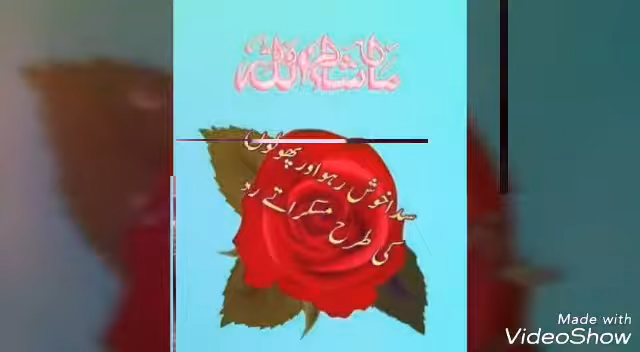 ماشاءاللہ
سدا خوش رہو اور پھولوں
کی طرح مسکراتے رہو
Made with
VideoShow